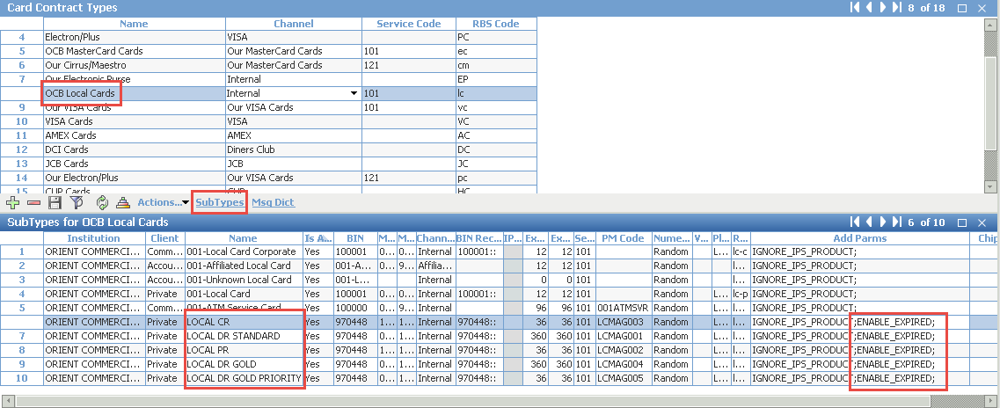 Card Contract Types 8 of 18
Name Channel Service Code RBS Code
4 Electron/Plus VISA PC
5 OCB MasterCard Cards Our MasterCard Cards 101 ec
6 Our Cirrus/Maestro Our MasterCard Cards 121 cm
7 Our Electronic Purse Internal EP
OCB Local Cards Internal 101 lc
9 Our VISA Cards Our VISA Cards 101 vc
10 VISA Cards VISA VC
11 AMEX Cards AMEX AC
12 DCI Cards Diners Club DC
13 JCB Cards JCB JC
14 Our Electron/Plus Our VISA Cards 121 pc
15 CUP Cards CUP HC
Actions... SubTypes Msg Dict
SubTypes for OCB Local Cards 6 of 10
Institution Client Name Is A... BIN M... M... Chann... BIN Rec... IP... Ex... Ex... Se... PM Code Nume... V... Pl... R... Add Parms Chip
1 ORIENT COMMERCI... Comm... 001-Local Card Corporate Yes 100001 0... 0... Internal 100001:: 12 12 101 Random L... lc-c IGNORE_IPS_PRODUCT;
2 ORIENT COMMERCI... Accou... 001-Affiliated Local Card Yes 001-A... 0... 9... Affilia... 12 12 101 Random l... IGNORE_IPS_PRODUCT;
3 ORIENT COMMERCI... Accou... 001-Unknown Local Card Yes 001-L... Internal 0 0 101 Random l... IGNORE_IPS_PRODUCT;
4 ORIENT COMMERCI... Private 001-Local Card Yes 100001 0... 0... Internal 100001:: 12 12 101 Random L... lc-p IGNORE_IPS_PRODUCT;
5 ORIENT COMMERCI... Comm... 001-ATM Service Card Yes 100000 0... 9... Internal 96 96 101 001ATMSVR Random L... l... IGNORE_IPS_PRODUCT;
ORIENT COMMERCI... Private LOCAL CR Yes 970448 1... 1... Internal 970448:: 36 36 101 LCMAG003 Random L... l... IGNORE_IPS_PRODUCT;ENABLE_EXPIRED;
7 ORIENT COMMERCI... Private LOCAL DR STANDARD Yes 970448 1... 1... Internal 970448:: 360 360 101 LCMAG001 Random L... l... IGNORE_IPS_PRODUCT;ENABLE_EXPIRED;
8 ORIENT COMMERCI... Private LOCAL PR Yes 970448 1... 1... Internal 970448:: 36 36 101 LCMAG002 Random L... l... IGNORE_IPS_PRODUCT;ENABLE_EXPIRED;
9 ORIENT COMMERCI... Private LOCAL DR GOLD Yes 970448 0... 1... Internal 970448:: 360 360 101 LCMAG004 Random L... l... IGNORE_IPS_PRODUCT;ENABLE_EXPIRED;
10 ORIENT COMMERCI... Private LOCAL DR GOLD PRIORITY Yes 970448 0... 1... Internal 970448:: 36 36 101 LCMAG005 Random L... l... IGNORE_IPS_PRODUCT;ENABLE_EXPIRED;